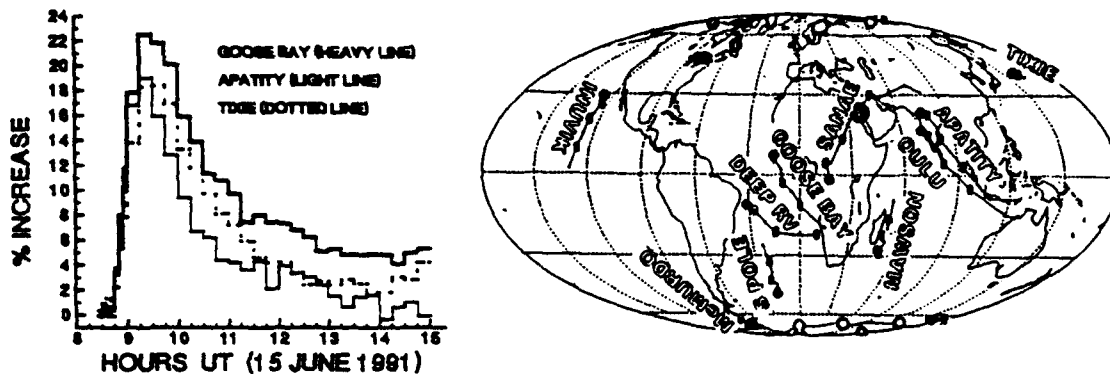 24
22
20
18
16
14
12
10
8
6
4
2
0
% INCREASE
GOOSE BAY (HEAVY LINE)
APATITY (LIGHT LINE)
TIXIE (DOTTED LINE)
8 9 10 11 12 13 14 15
HOURS UT (15 JUNE 1991)
INUVIK
TIXIE
SANAE
APATITY
OULU
GOOSE BAY
DEEP RV
MAWSON
S POLE
MCMURDO